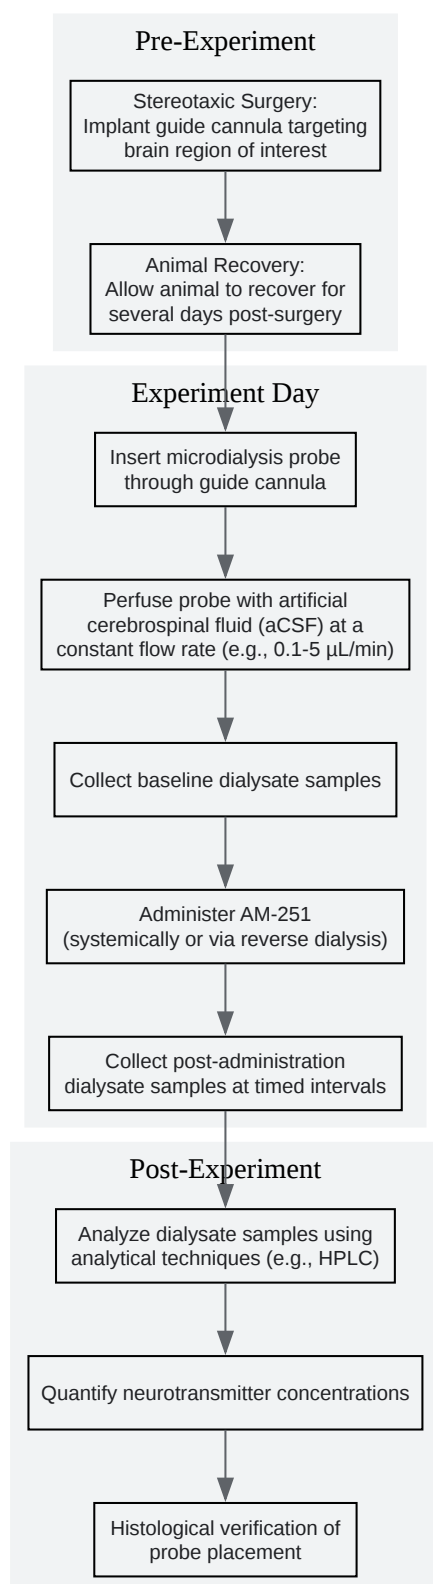 Pre-Experiment
Stereotaxic Surgery:
Implant guide cannula targeting
brain region of interest
Animal Recovery:
Allow animal to recover for
several days post-surgery
Experiment Day
Insert microdialysis probe
through guide cannula
Perfuse probe with artificial
cerebrospinal fluid (aCSF) at a
constant flow rate (e.g., 0.1-5 µL/min)
Collect baseline dialysate samples
Administer AM-251
(systemically or via reverse dialysis)
Collect post-administration
dialysate samples at timed intervals
Post-Experiment
Analyze dialysate samples using
analytical techniques (e.g., HPLC)
Quantify neurotransmitter concentrations
Histological verification of
probe placement